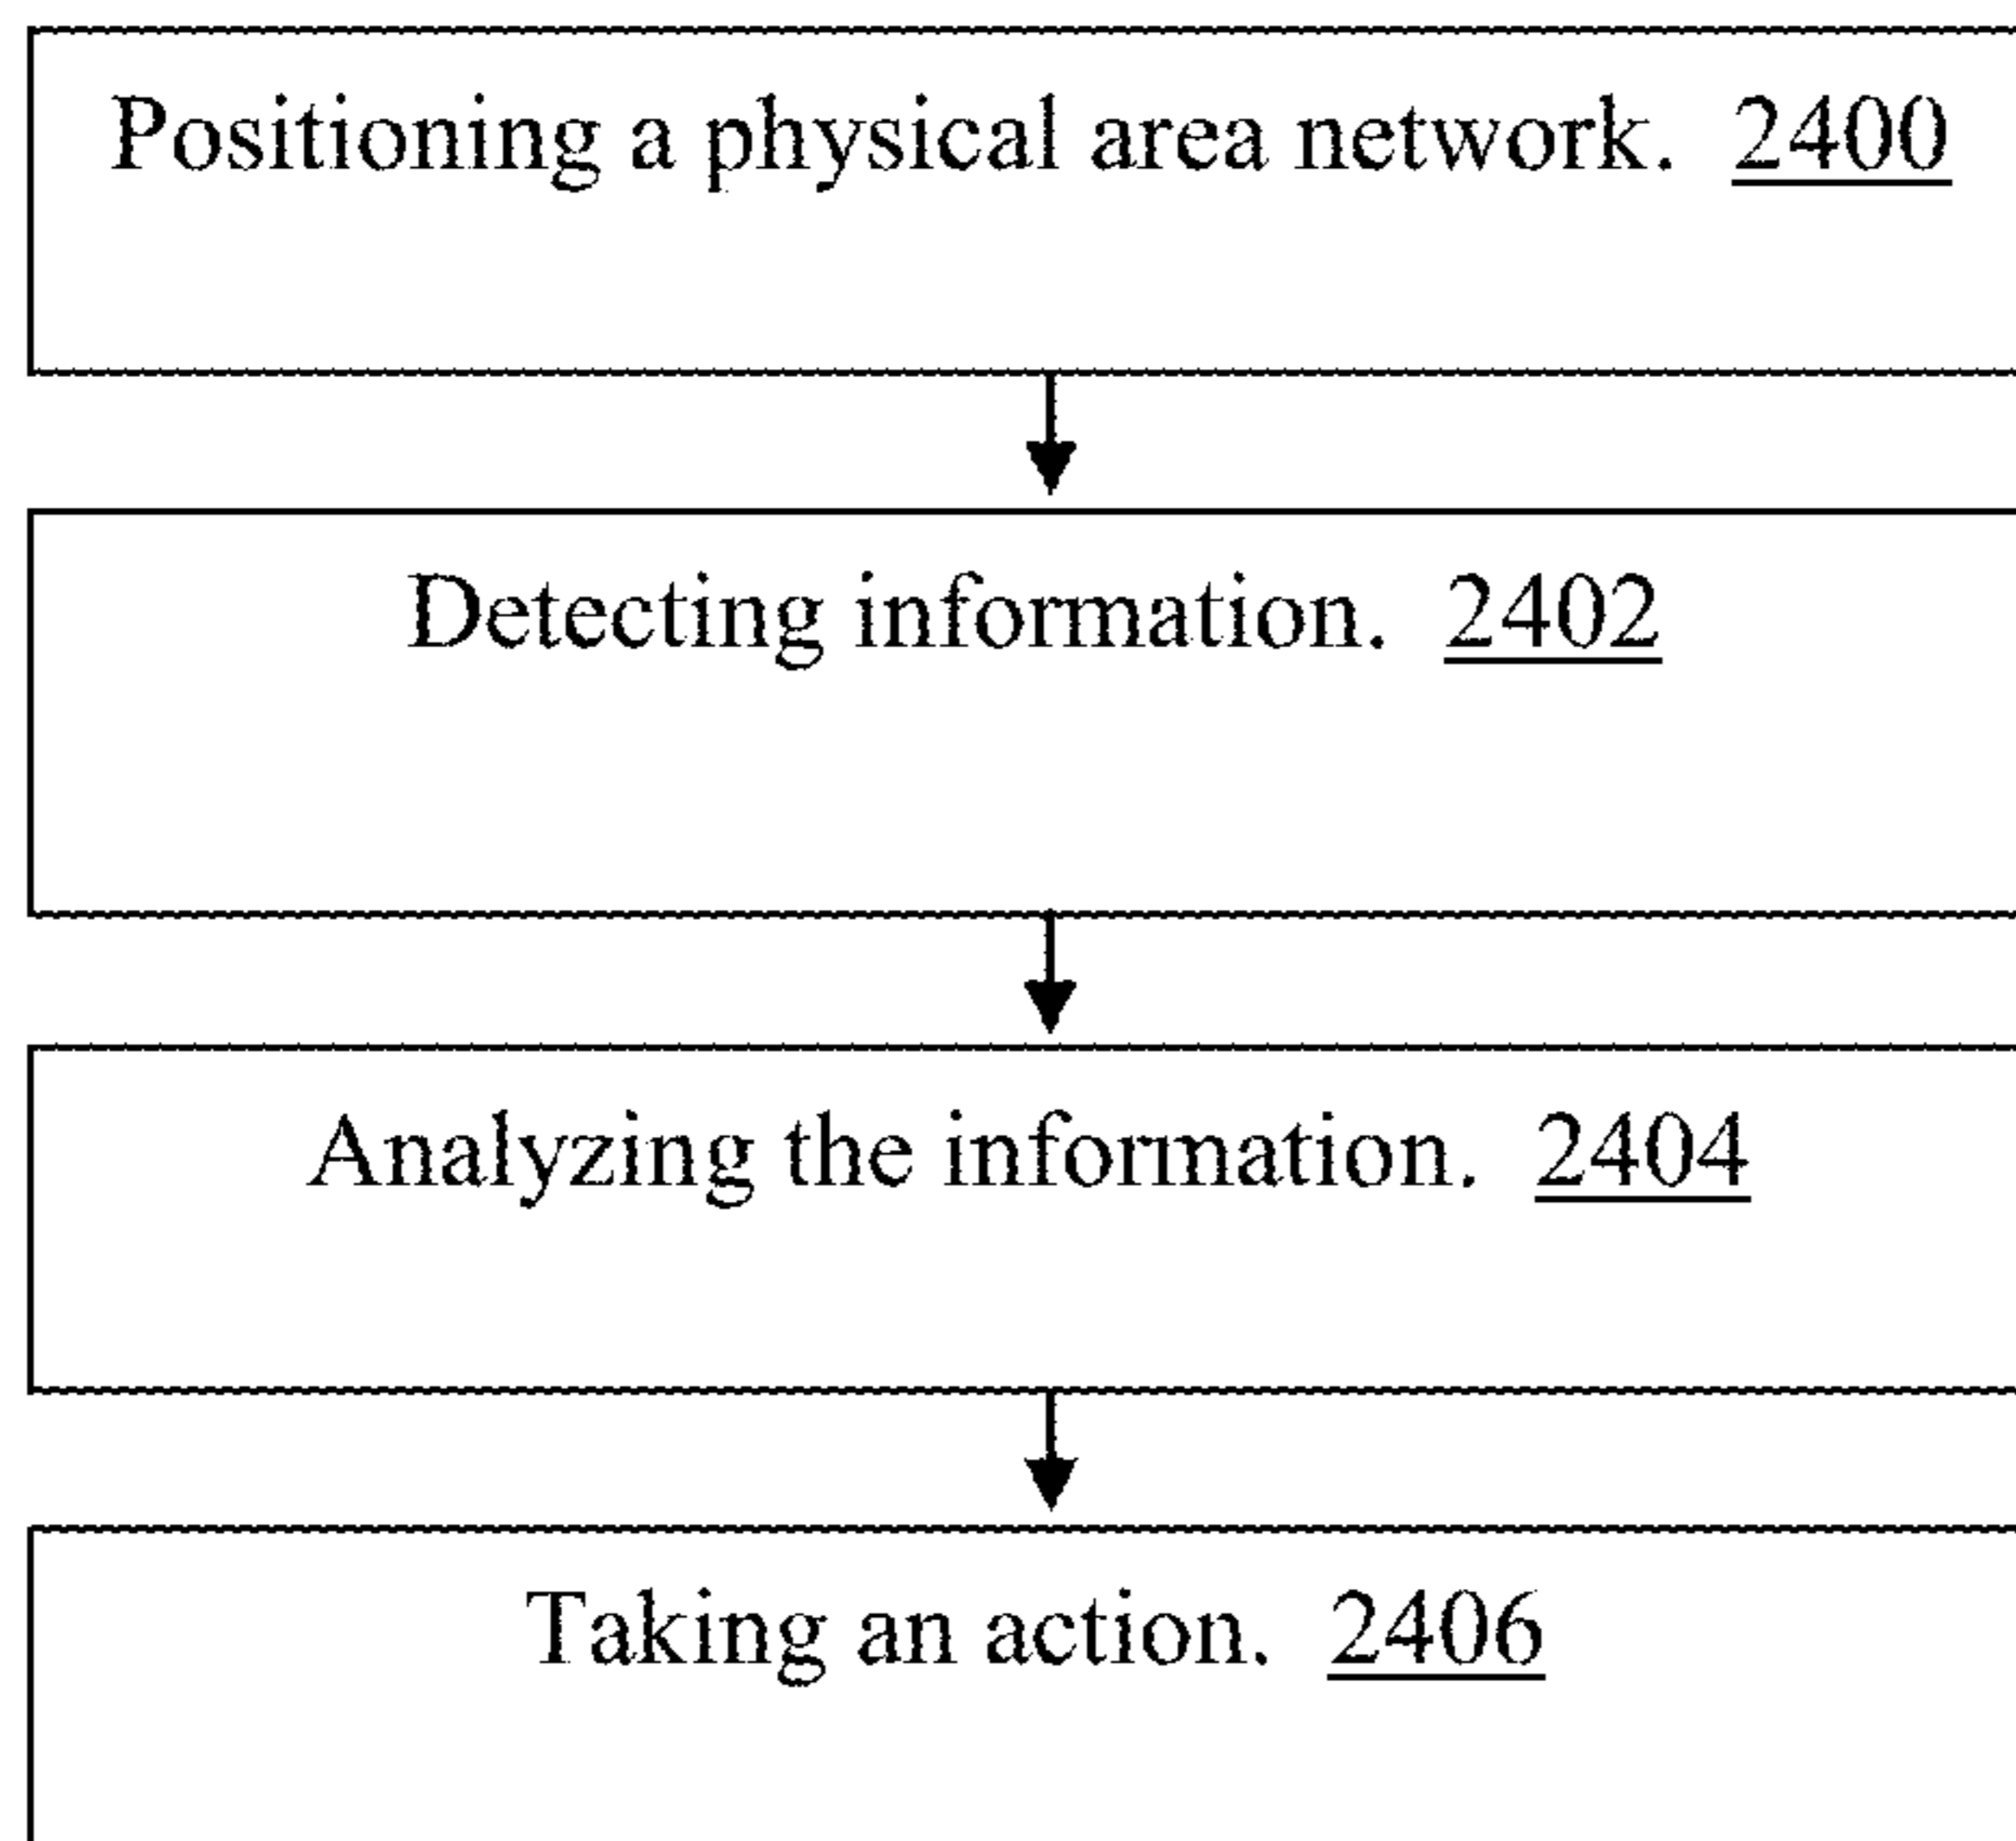 Positioning a physical area network. 2400
Detecting information. 2402
Analyzing the information. 2404
Taking an action. 2406